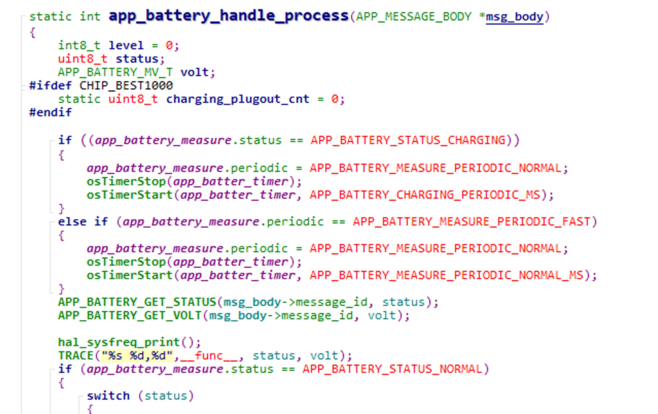 static int app_battery_handle_process(APP_MESSAGE_BODY *msg_body)
{
int8_t level = 0;
uint8_t status;
APP_BATTERY_MV_T volt;
#ifdef CHIP_BEST1000
static uint8_t charging_plugout_cnt = 0;
#endif
if ((app_battery_measure.status == APP_BATTERY_STATUS_CHARGING))
{
app_battery_measure.periodic = APP_BATTERY_MEASURE_PERIODIC_NORMAL;
osTimerStop(app_batter_timer);
osTimerStart(app_batter_timer, APP_BATTERY_CHARGING_PERIODIC_MS);
}
else if (app_battery_measure.periodic == APP_BATTERY_MEASURE_PERIODIC_FAST)
{
app_battery_measure.periodic = APP_BATTERY_MEASURE_PERIODIC_NORMAL;
osTimerStop(app_batter_timer);
osTimerStart(app_batter_timer, APP_BATTERY_MEASURE_PERIODIC_NORMAL_MS);
}
APP_BATTERY_GET_STATUS(msg_body->message_id, status);
APP_BATTERY_GET_VOLT(msg_body->message_id, volt);
hal_sysfreq_print();
TRACE("%s %d,%d",__func__, status, volt);
if (app_battery_measure.status == APP_BATTERY_STATUS_NORMAL)
{
switch (status)
{